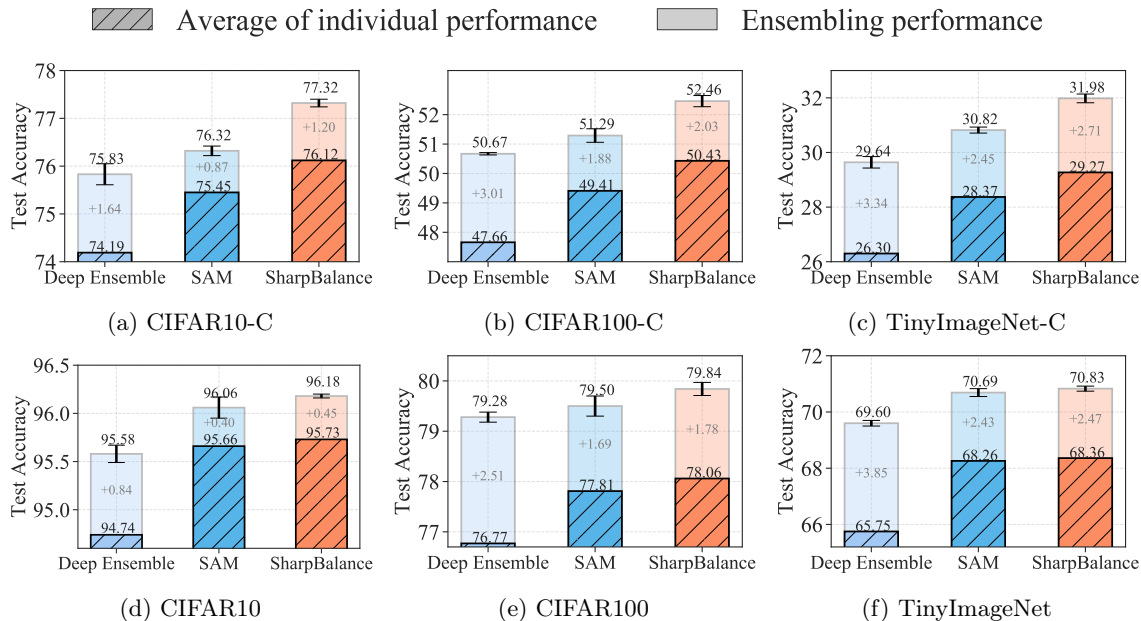 Average of individual performance
Ensembling performance
Test Accuracy
78
77
76
75
74
75.83
+1.64
74.19
76.32
+0.87
75.45
77.32
+1.20
76.12
Deep Ensemble
SAM
SharpBalance
(a) CIFAR10-C
Test Accuracy
52
51
50
49
48
50.67
+3.01
47.66
51.29
+1.88
49.41
52.46
+2.03
50.43
Deep Ensemble
SAM
SharpBalance
(b) CIFAR100-C
Test Accuracy
32
30
28
26
29.64
+3.34
26.30
30.82
+2.45
28.37
31.98
+2.71
29.27
Deep Ensemble
SAM
SharpBalance
(c) TinyImageNet-C
Test Accuracy
96.5
96.0
95.5
95.0
95.58
+0.84
94.74
96.06
+0.40
95.66
96.18
+0.45
95.73
Deep Ensemble
SAM
SharpBalance
(d) CIFAR10
Test Accuracy
80
79
78
77
79.28
+2.51
76.77
79.50
+1.69
77.81
79.84
+1.78
78.06
Deep Ensemble
SAM
SharpBalance
(e) CIFAR100
Test Accuracy
72
70
68
66
69.60
+3.85
65.75
70.69
+2.43
68.26
70.83
+2.47
68.36
Deep Ensemble
SAM
SharpBalance
(f) TinyImageNet